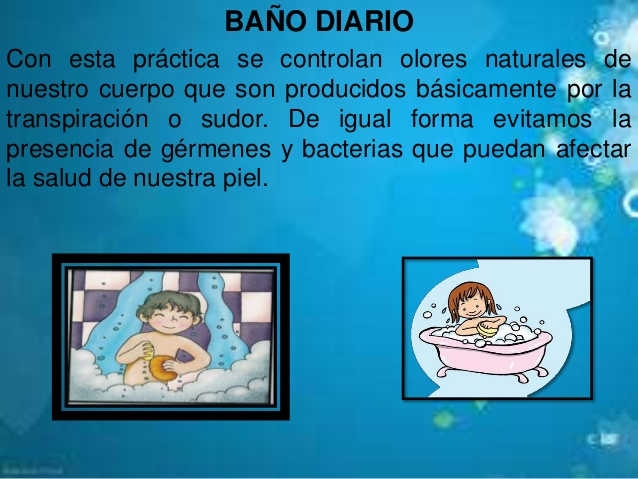 BAÑO DIARIO
Con esta práctica se controlan olores naturales de
nuestro cuerpo que son producidos básicamente por la
transpiración o sudor. De igual forma evitamos la
presencia de gérmenes y bacterias que puedan afectar
la salud de nuestra piel.